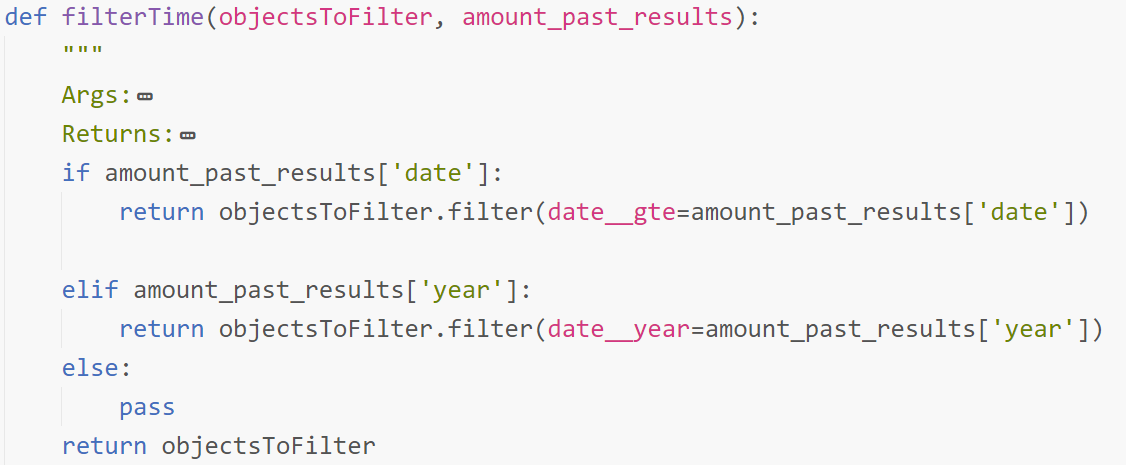 def filterTime(objectsToFilter, amount_past_results):
    """
    Args:
    Returns:
    if amount_past_results['date']:
        return objectsToFilter.filter(date__gte=amount_past_results['date'])
    elif amount_past_results['year']:
        return objectsToFilter.filter(date__year=amount_past_results['year'])
    else:
        pass
    return objectsToFilter